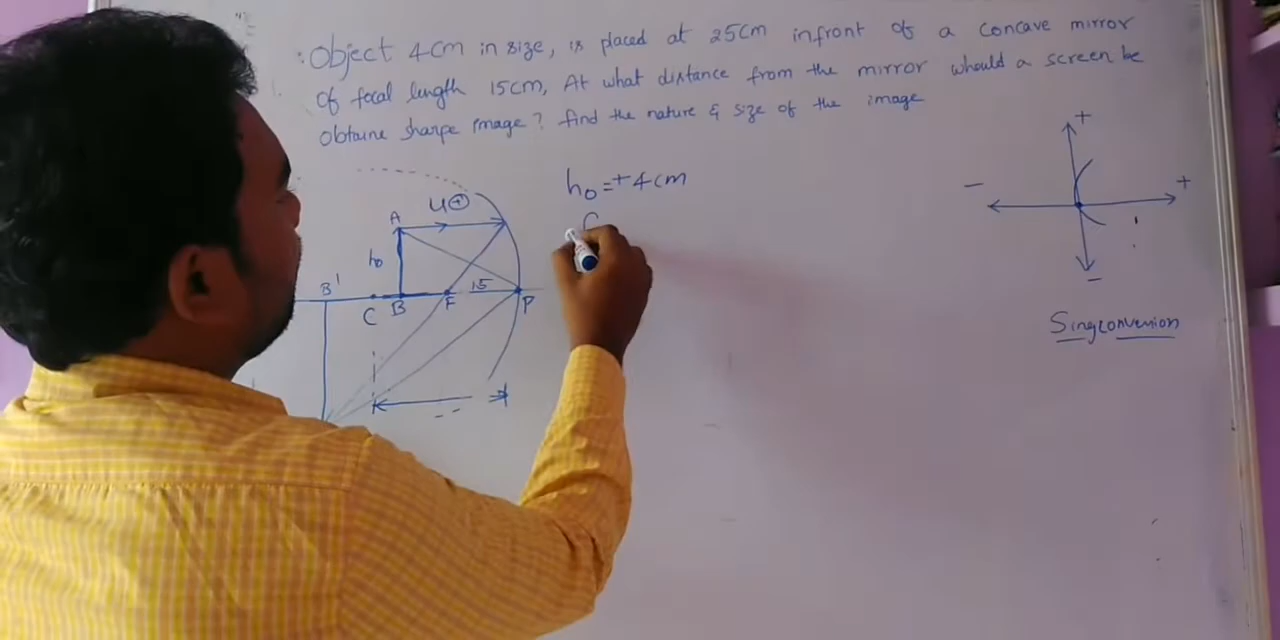 Object 4cm in size, is placed at 25cm infront of a concave mirror
of focal length 15cm, At what distance from the mirror whould a screen be
obtaine sharpe image? find the nature & size of the image
h₀=+4cm
f
A
u⊕
h₀
B'
C
B
F
15
P
+
−
+
−
Singconvenion